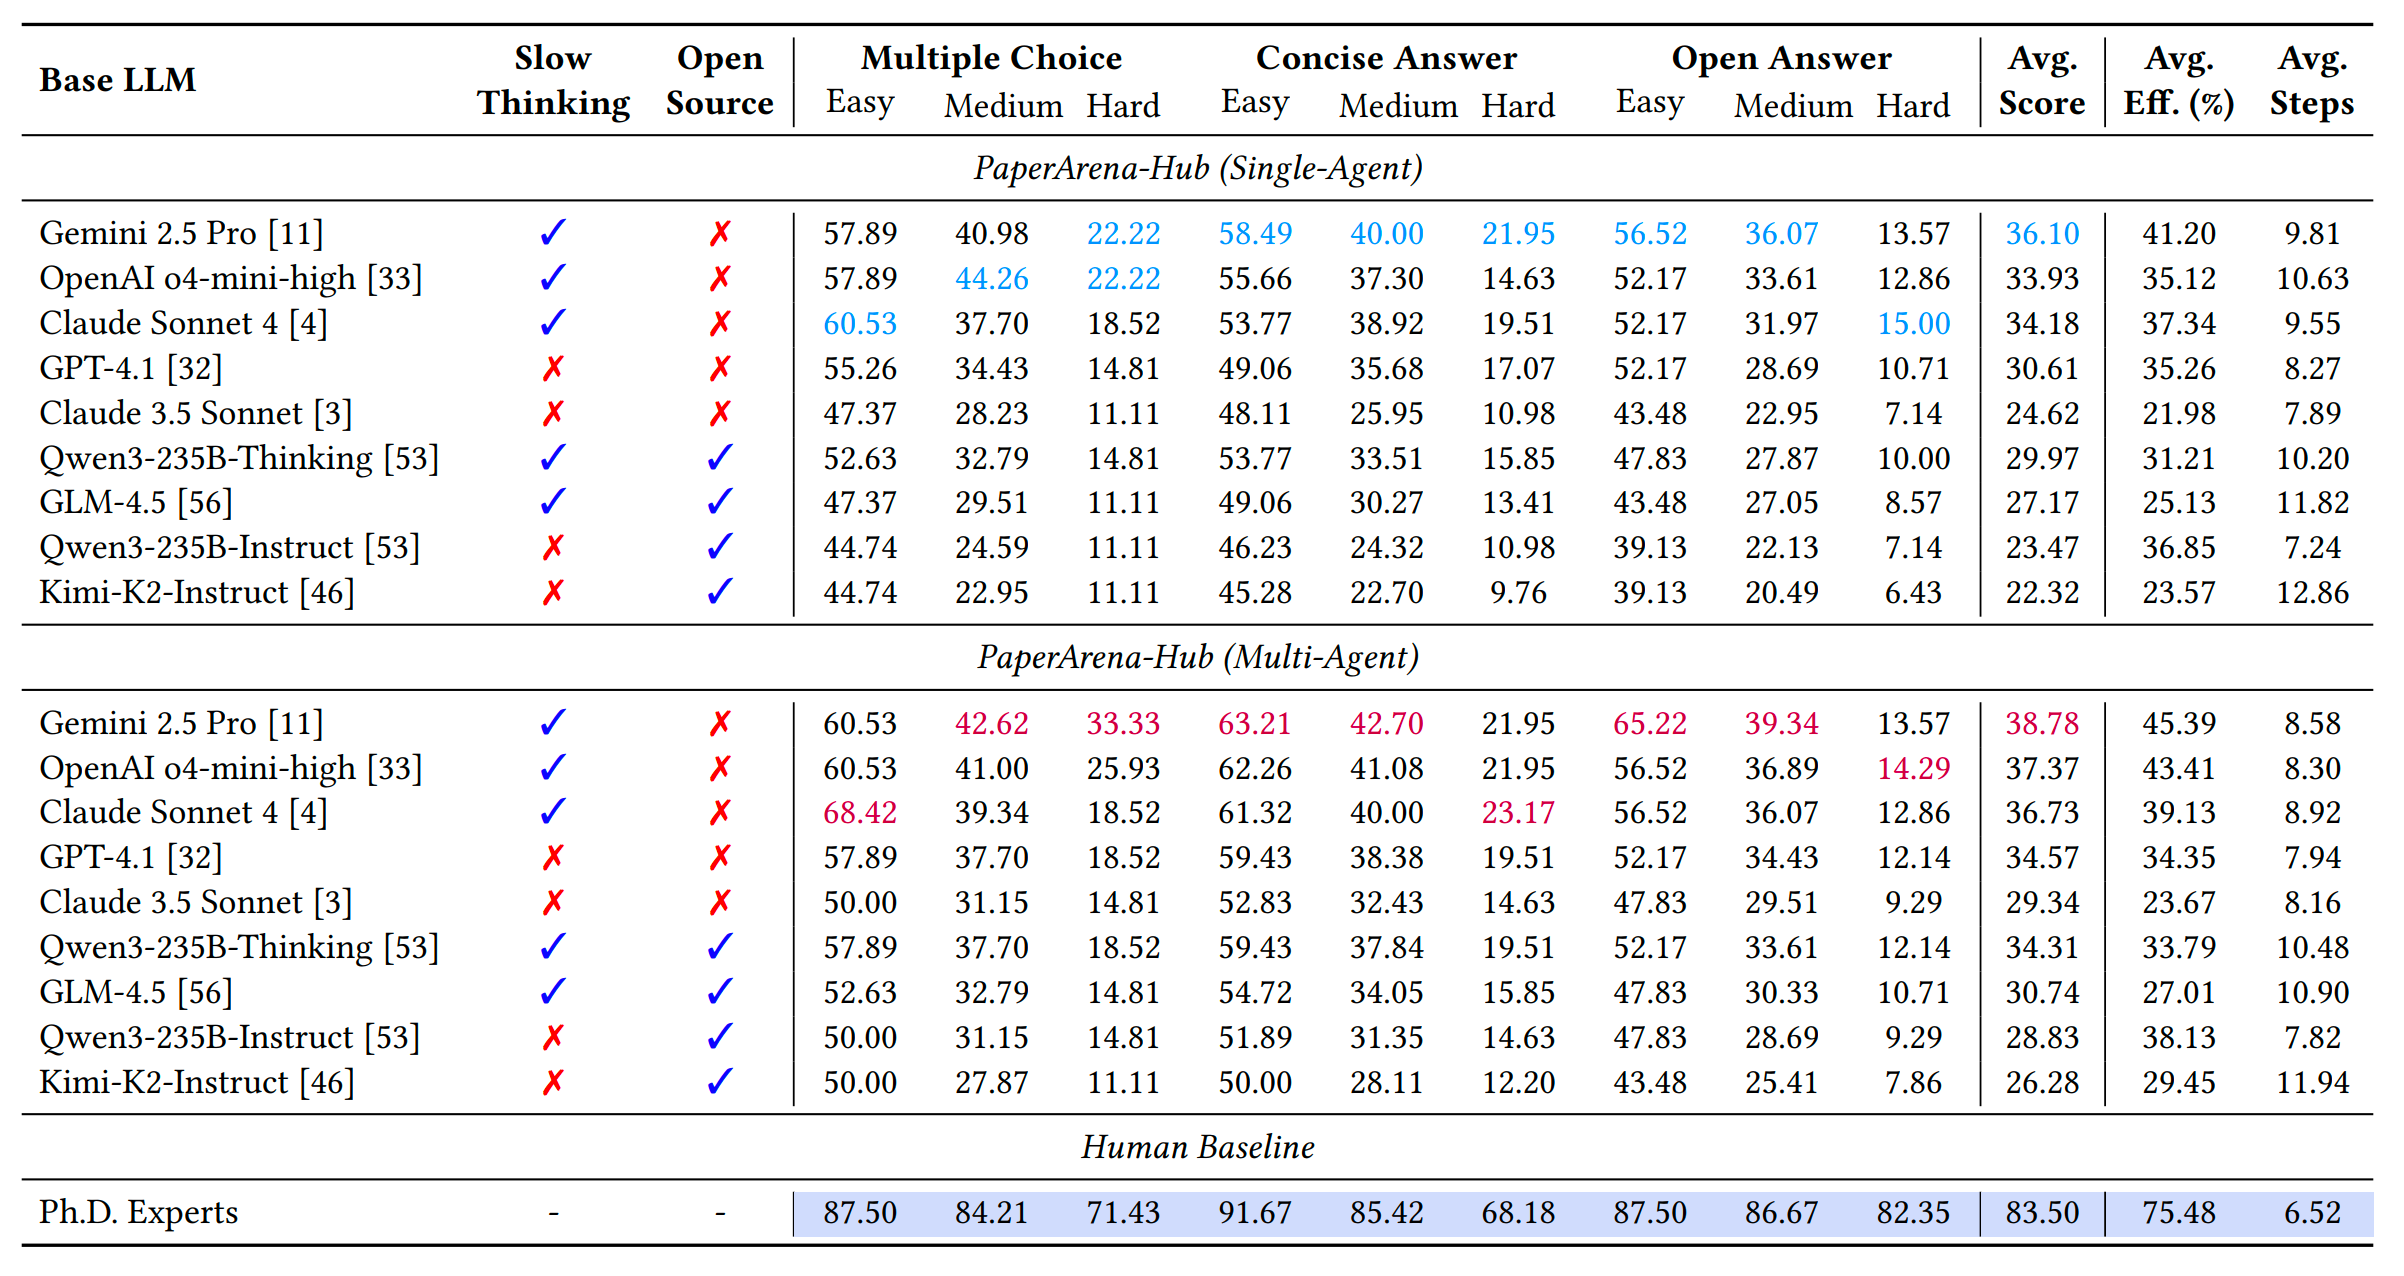 Base LLM Slow Thinking Open Source Multiple Choice Concise Answer Open Answer Avg. Score Avg. Eff. (%) Avg. Steps
Easy Medium Hard Easy Medium Hard Easy Medium Hard
PaperArena-Hub (Single-Agent)
Gemini 2.5 Pro [11] ✓ ✗ 57.89 40.98 22.22 58.49 40.00 21.95 56.52 36.07 13.57 36.10 41.20 9.81
OpenAI o4-mini-high [33] ✓ ✗ 57.89 44.26 22.22 55.66 37.30 14.63 52.17 33.61 12.86 33.93 35.12 10.63
Claude Sonnet 4 [4] ✓ ✗ 60.53 37.70 18.52 53.77 38.92 19.51 52.17 31.97 15.00 34.18 37.34 9.55
GPT-4.1 [32] ✗ ✗ 55.26 34.43 14.81 49.06 35.68 17.07 52.17 28.69 10.71 30.61 35.26 8.27
Claude 3.5 Sonnet [3] ✗ ✗ 47.37 28.23 11.11 48.11 25.95 10.98 43.48 22.95 7.14 24.62 21.98 7.89
Qwen3-235B-Thinking [53] ✓ ✓ 52.63 32.79 14.81 53.77 33.51 15.85 47.83 27.87 10.00 29.97 31.21 10.20
GLM-4.5 [56] ✓ ✓ 47.37 29.51 11.11 49.06 30.27 13.41 43.48 27.05 8.57 27.17 25.13 11.82
Qwen3-235B-Instruct [53] ✗ ✓ 44.74 24.59 11.11 46.23 24.32 10.98 39.13 22.13 7.14 23.47 36.85 7.24
Kimi-K2-Instruct [46] ✗ ✓ 44.74 22.95 11.11 45.28 22.70 9.76 39.13 20.49 6.43 22.32 23.57 12.86
PaperArena-Hub (Multi-Agent)
Gemini 2.5 Pro [11] ✓ ✗ 60.53 42.62 33.33 63.21 42.70 21.95 65.22 39.34 13.57 38.78 45.39 8.58
OpenAI o4-mini-high [33] ✓ ✗ 60.53 41.00 25.93 62.26 41.08 21.95 56.52 36.89 14.29 37.37 43.41 8.30
Claude Sonnet 4 [4] ✓ ✗ 68.42 39.34 18.52 61.32 40.00 23.17 56.52 36.07 12.86 36.73 39.13 8.92
GPT-4.1 [32] ✗ ✗ 57.89 37.70 18.52 59.43 38.38 19.51 52.17 34.43 12.14 34.57 34.35 7.94
Claude 3.5 Sonnet [3] ✗ ✗ 50.00 31.15 14.81 52.83 32.43 14.63 47.83 29.51 9.29 29.34 23.67 8.16
Qwen3-235B-Thinking [53] ✓ ✓ 57.89 37.70 18.52 59.43 37.84 19.51 52.17 33.61 12.14 34.31 33.79 10.48
GLM-4.5 [56] ✓ ✓ 52.63 32.79 14.81 54.72 34.05 15.85 47.83 30.33 10.71 30.74 27.01 10.90
Qwen3-235B-Instruct [53] ✗ ✓ 50.00 31.15 14.81 51.89 31.35 14.63 47.83 28.69 9.29 28.83 38.13 7.82
Kimi-K2-Instruct [46] ✗ ✓ 50.00 27.87 11.11 50.00 28.11 12.20 43.48 25.41 7.86 26.28 29.45 11.94
Human Baseline
Ph.D. Experts - - 87.50 84.21 71.43 91.67 85.42 68.18 87.50 86.67 82.35 83.50 75.48 6.52